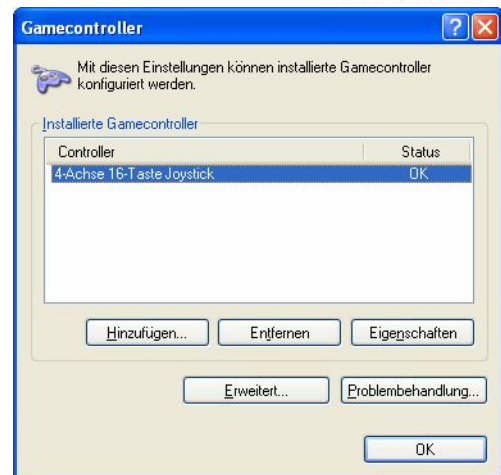 Gamecontroller
Mit diesen Einstellungen können installierte Gamecontroller
konfiguriert werden.
Installierte Gamecontroller
Controller Status
4-Achse 16-Taste Joystick OK
Hinzufügen... Entfernen Eigenschaften
Erweitert... Problembehandlung...
OK